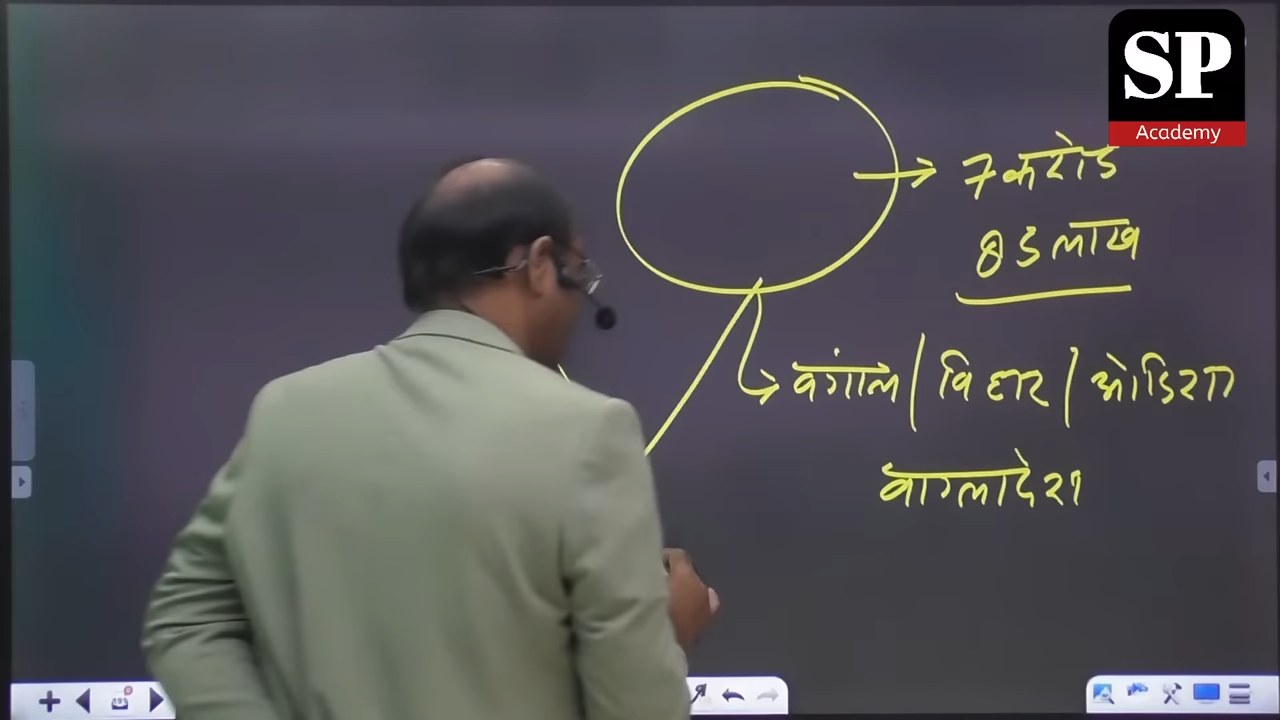 SP
Academy
7 करोड
85 लाख
बंगाल | बिहार | ओडिशा
बाग्लादेश